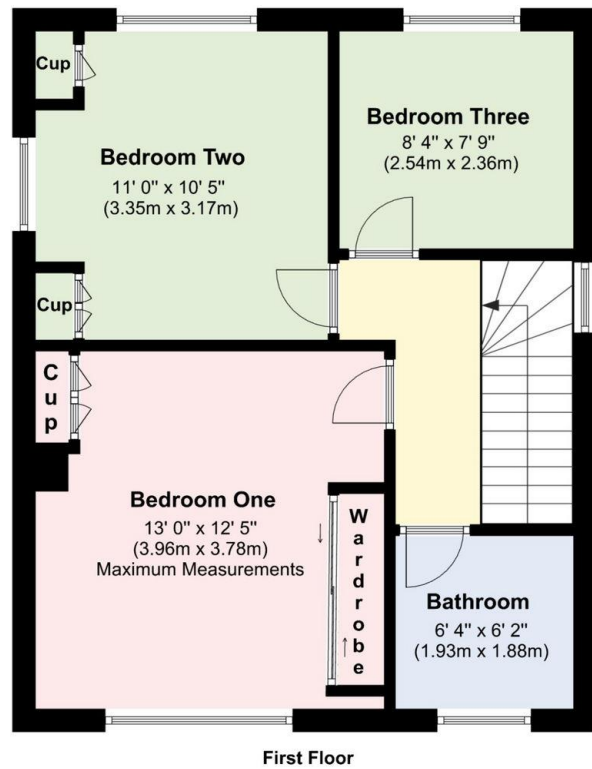 Cup
Bedroom Two
11' 0" x 10' 5"
(3.35m x 3.17m)
Bedroom Three
8' 4" x 7' 9"
(2.54m x 2.36m)
Cup
Cup
Bedroom One
13' 0" x 12' 5"
(3.96m x 3.78m)
Maximum Measurements
Wardrobe
Bathroom
6' 4" x 6' 2"
(1.93m x 1.88m)
First Floor